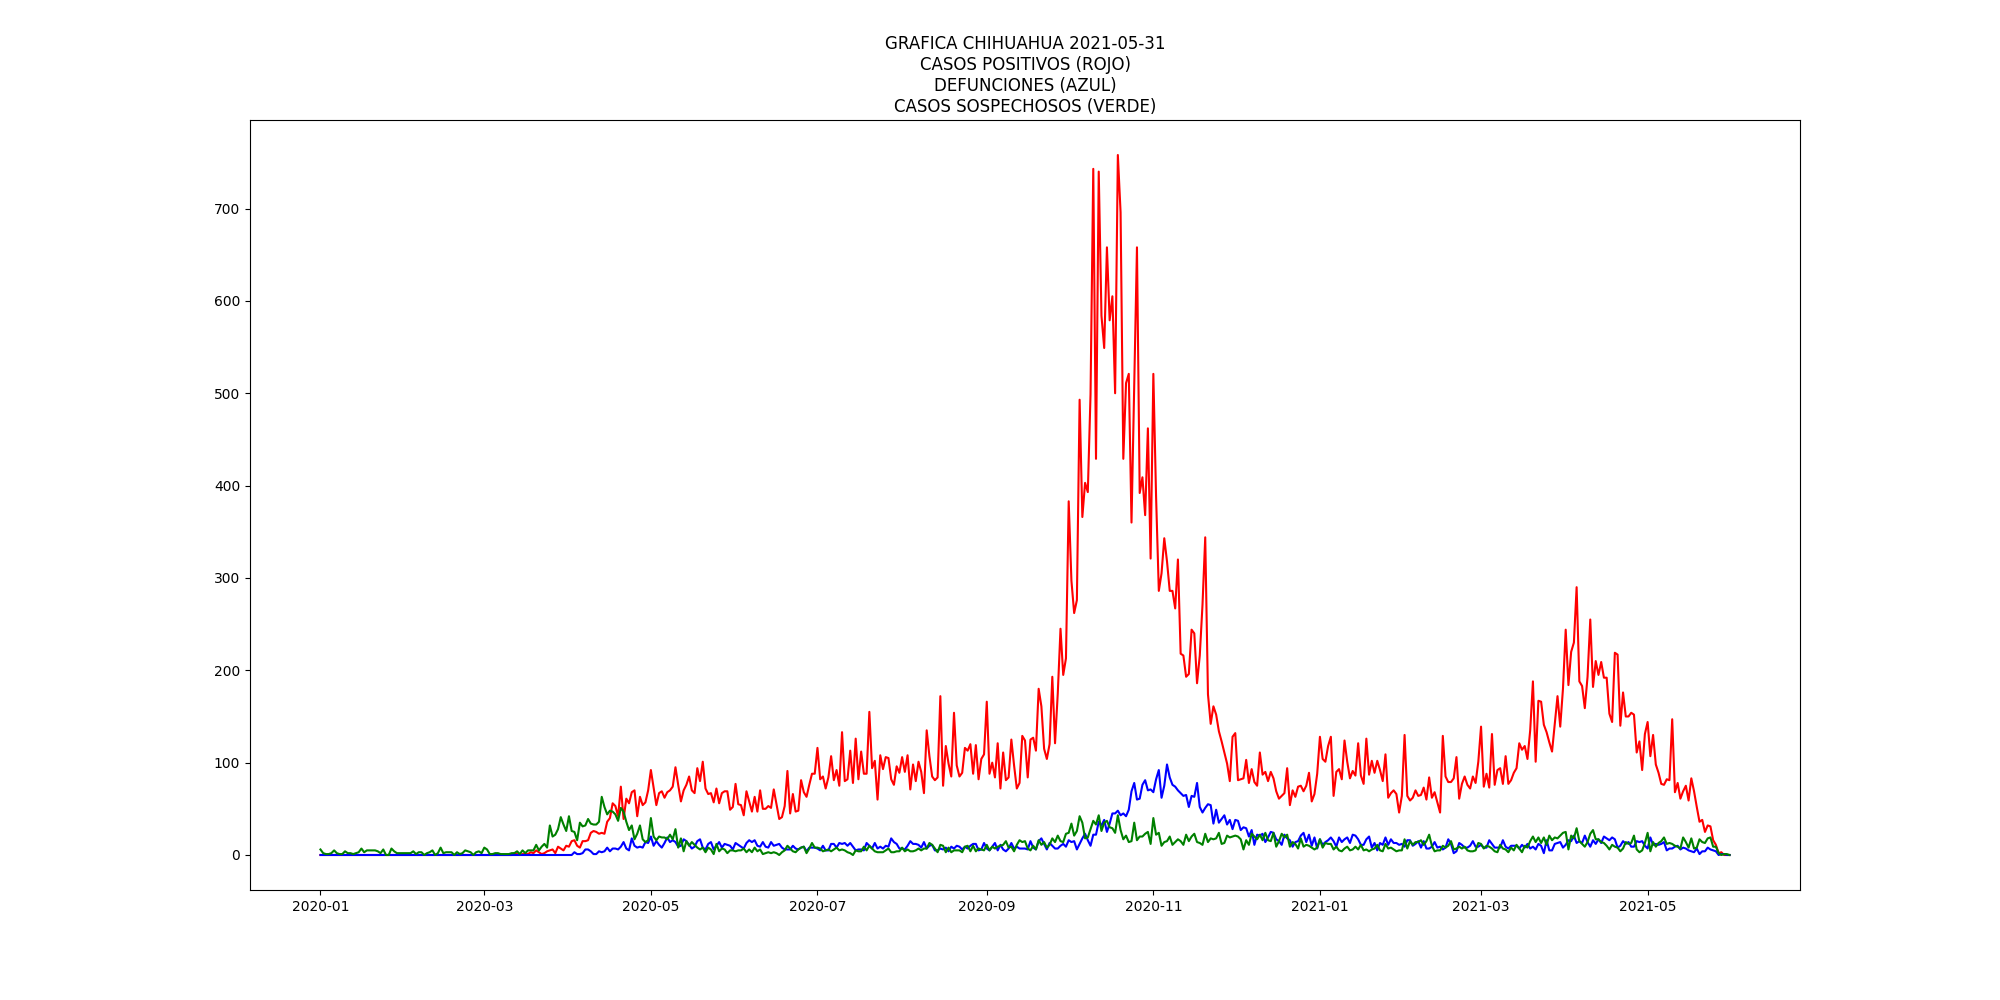 GRAFICA CHIHUAHUA 2021-05-31
CASOS POSITIVOS (ROJO)
DEFUNCIONES (AZUL)
CASOS SOSPECHOSOS (VERDE)
700
600
500
400
300
200
100
0
2020-01 2020-03 2020-05 2020-07 2020-09 2020-11 2021-01 2021-03 2021-05